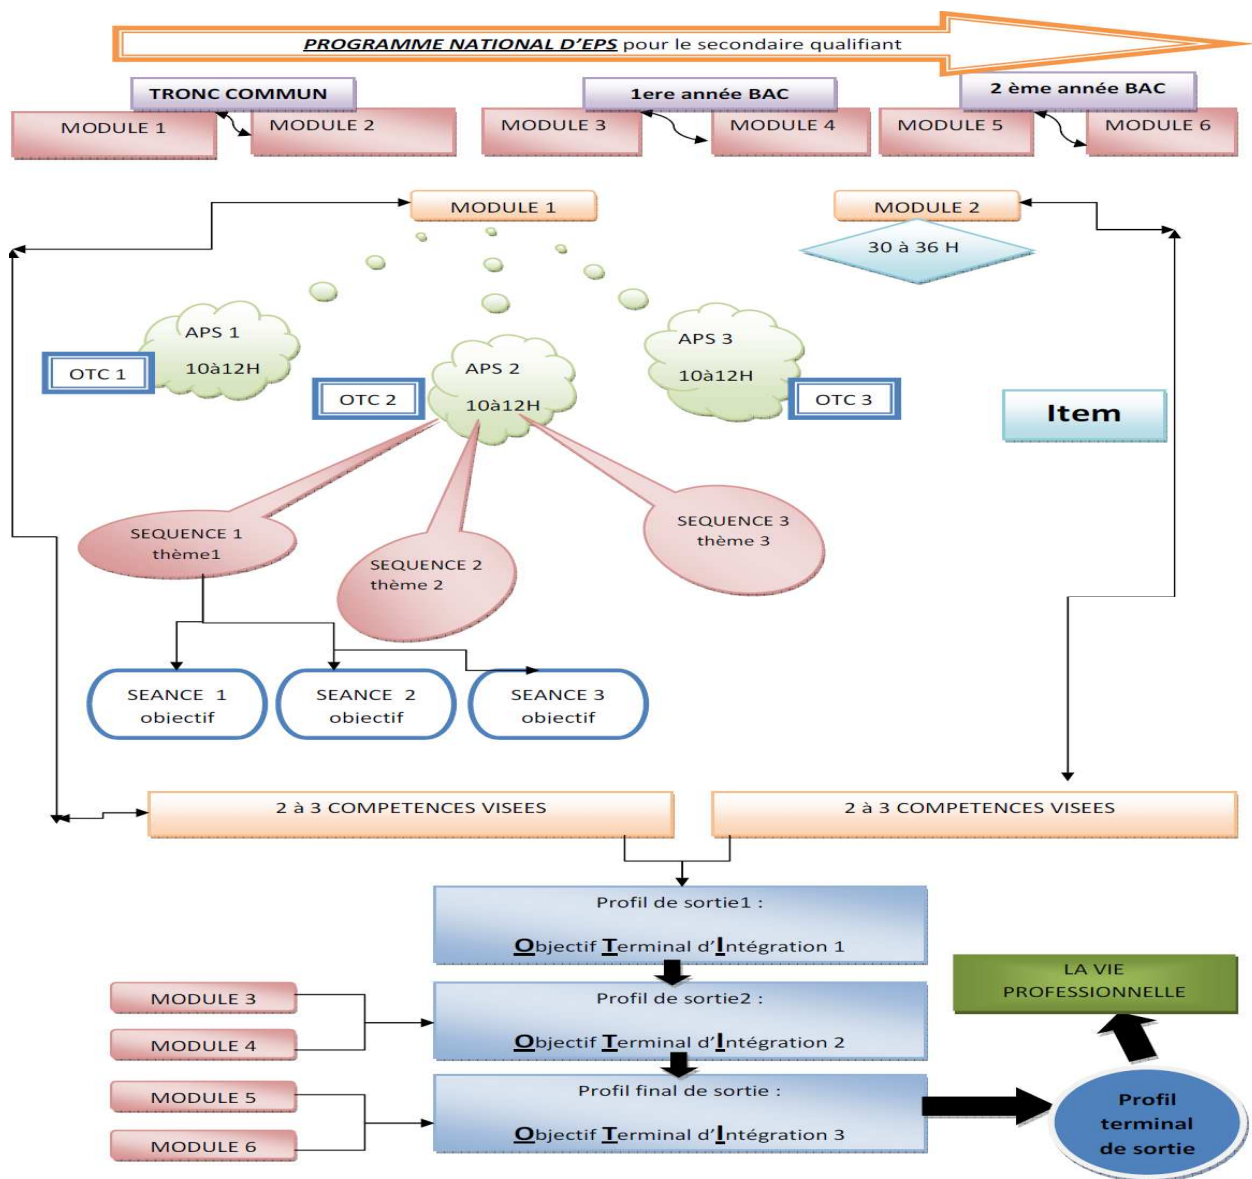 PROGRAMME NATIONAL D’EPS pour le secondaire qualifiant
TRONC COMMUN
1ere année BAC
2 ème année BAC
MODULE 1
MODULE 2
MODULE 3
MODULE 4
MODULE 5
MODULE 6
MODULE 1
MODULE 2
30 à 36 H
APS 1
10à12H
OTC 1
APS 2
10à12H
OTC 2
APS 3
10à12H
OTC 3
Item
SEQUENCE 1
thème1
SEQUENCE 2
thème 2
SEQUENCE 3
thème 3
SEANCE 1
objectif
SEANCE 2
objectif
SEANCE 3
objectif
2 à 3 COMPETENCES VISEES
2 à 3 COMPETENCES VISEES
Profil de sortie1 :
Objectif Terminal d’Intégration 1
MODULE 3
MODULE 4
Profil de sortie2 :
Objectif Terminal d’Intégration 2
MODULE 5
MODULE 6
Profil final de sortie :
Objectif Terminal d’Intégration 3
LA VIE
PROFESSIONNELLE
Profil
terminal
de sortie